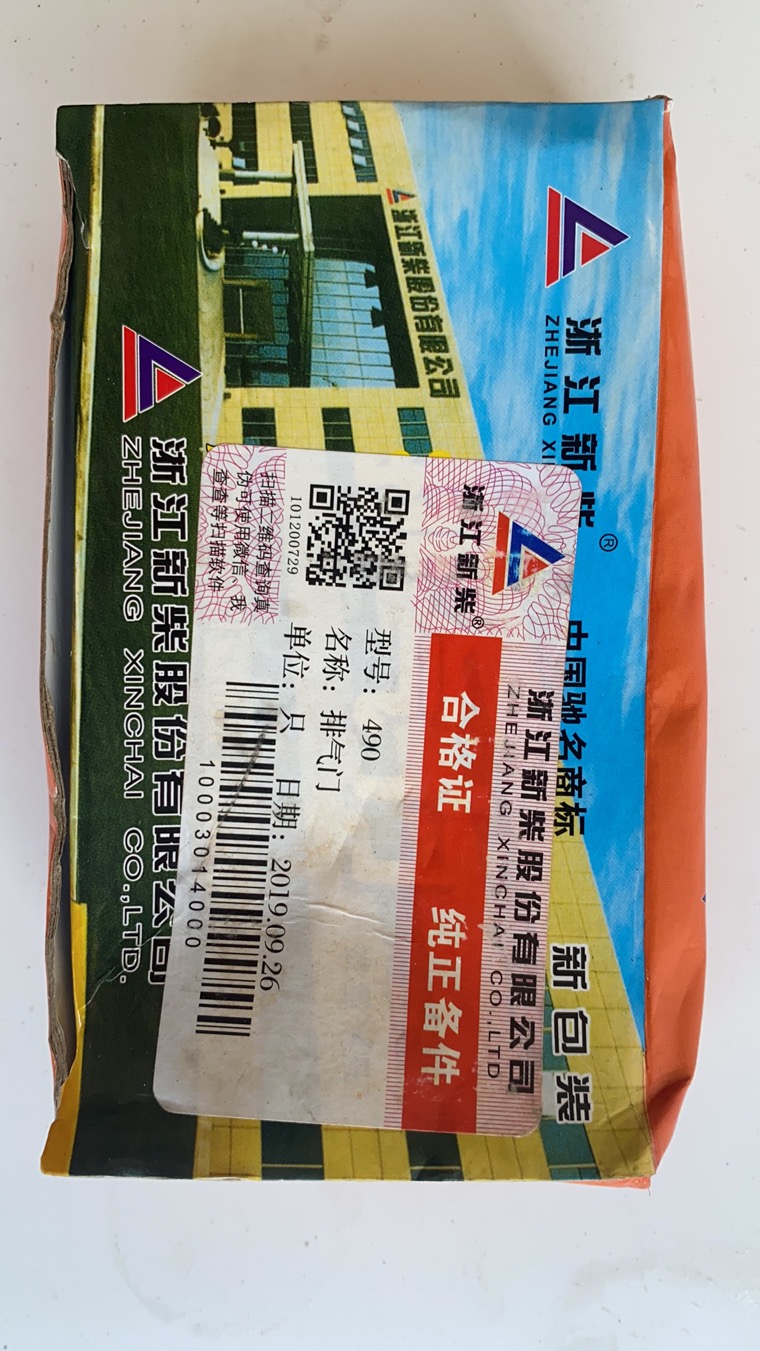 浙江新柴®
ZHEJIANG XI
中国驰名商标
新包装
浙江新柴股份有限公司
浙江新柴®
浙江新柴股份有限公司
ZHEJIANG XINCHAI CO.,LTD
合格证 纯正备件
型号: 490
名称: 排气门
单位: 只 日期: 2019.09.26
10003014000
101200729
扫描二维码查询真
伪可使用微信、我
查查等扫描软件
浙江新柴股份有限公司
ZHEJIANG XINCHAI CO.,LTD.